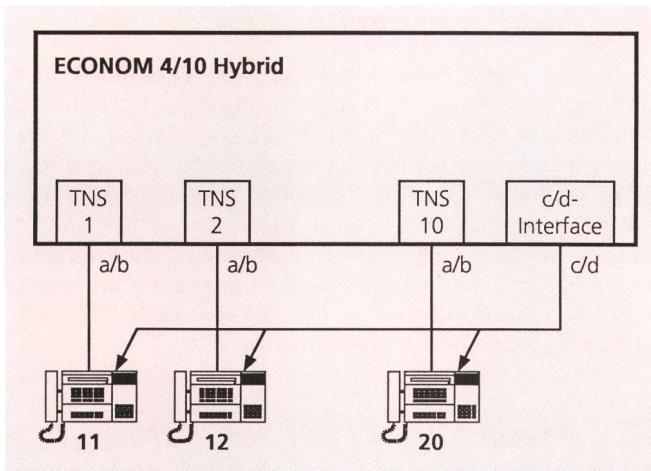 ECONOM 4/10 Hybrid
TNS
1
TNS
2
TNS
10
c/d-
Interface
a/b
a/b
a/b
c/d
11
12
20